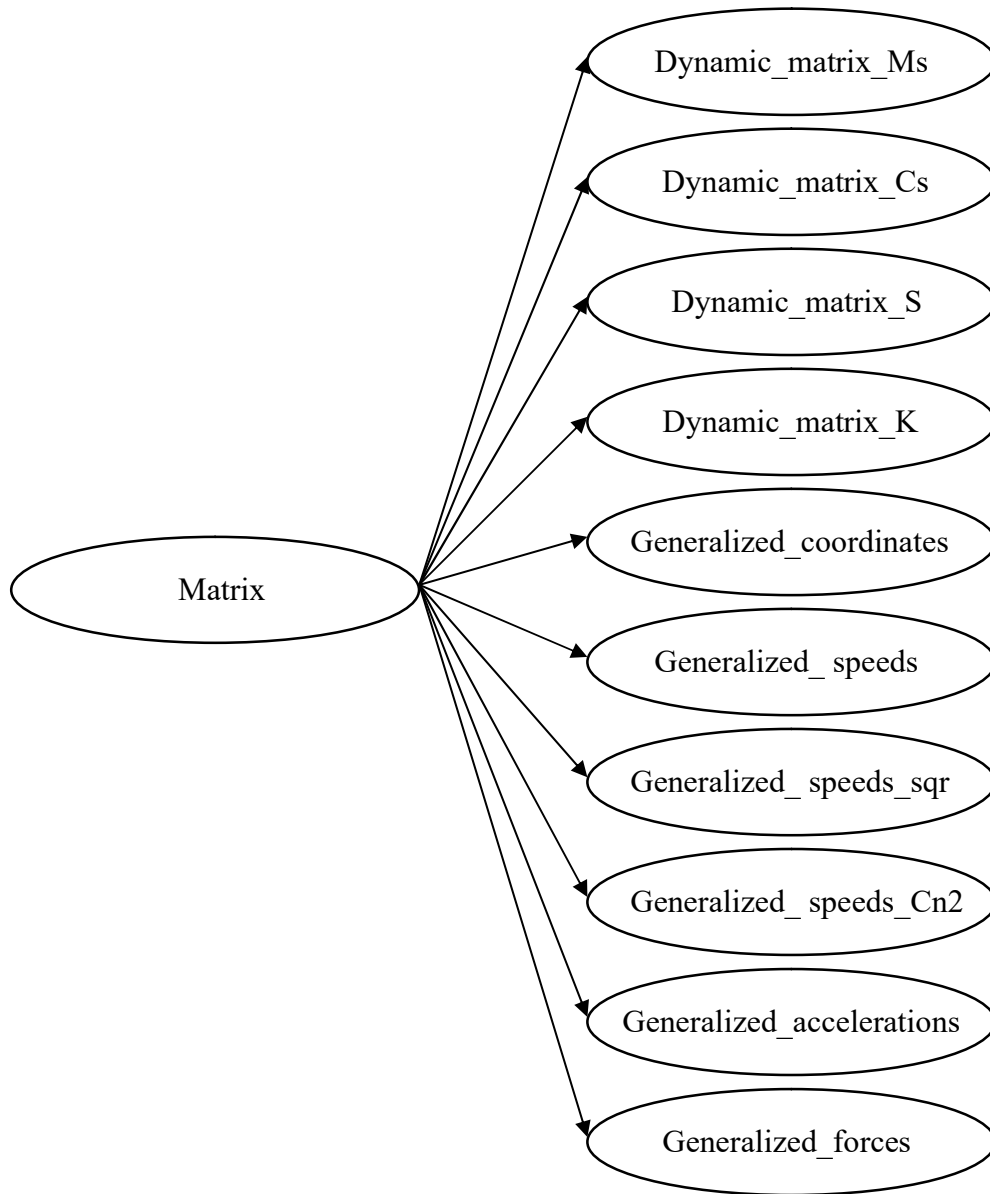 Dynamic_matrix_Ms
Dynamic_matrix_Cs
Dynamic_matrix_S
Dynamic_matrix_K
Generalized_coordinates
Matrix
Generalized_ speeds
Generalized_ speeds_sqr
Generalized_ speeds_Cn2
Generalized_accelerations
Generalized_forces